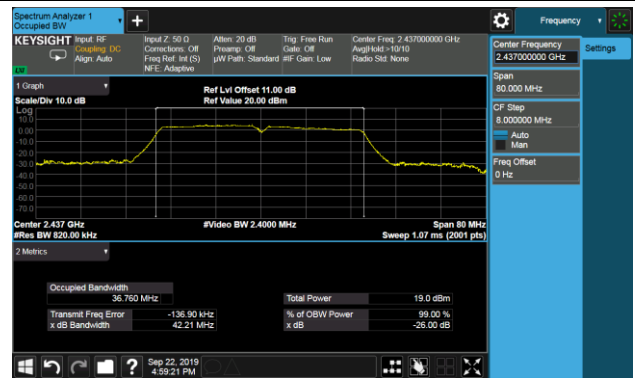 Spectrum Analyzer 1
Occupied BW
KEYSIGHT
Input: RF
Coupling: DC
Align: Auto
Input Z: 50 Ω
Corrections: Off
Freq Ref: Int (S)
NFE: Adaptive
Atten: 20 dB
Preamp: Off
µW Path: Standard
Trig: Free Run
Gate: Off
#IF Gain: Low
Center Freq: 2.437000000 GHz
Avg|Hold:>10/10
Radio Std: None
1 Graph
Scale/Div 10.0 dB
Ref Lvl Offset 11.00 dB
Ref Value 20.00 dBm
Log
10.0
0.00
-10.0
-20.0
-30.0
-40.0
-50.0
-60.0
-70.0
Center 2.437 GHz
#Res BW 820.00 kHz
#Video BW 2.4000 MHz
Span 80 MHz
Sweep 1.07 ms (2001 pts)
2 Metrics
Occupied Bandwidth
36.760 MHz
Total Power 19.0 dBm
Transmit Freq Error -136.90 kHz
% of OBW Power 99.00 %
x dB Bandwidth 42.21 MHz
x dB -26.00 dB
Sep 22, 2019
4:59:21 PM
Frequency
Center Frequency
2.437000000 GHz
Settings
Span
80.000 MHz
CF Step
8.000000 MHz
Auto
Man
Freq Offset
0 Hz